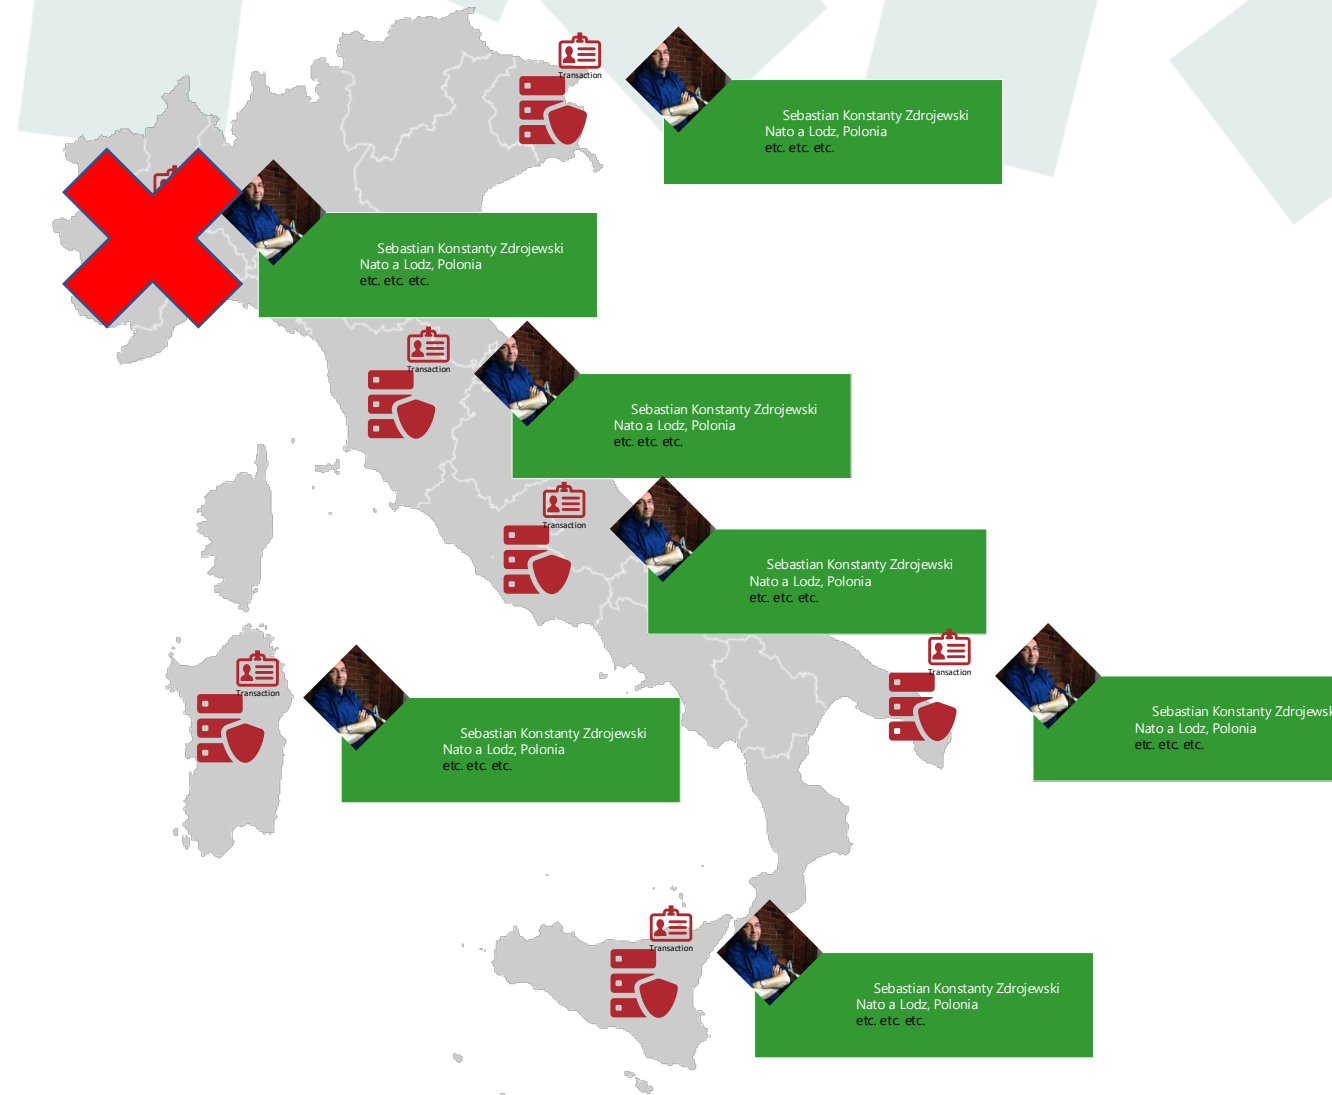 Transaction
Sebastian Konstanty Zdrojewski
Nato a Lodz, Polonia
etc. etc. etc.
Sebastian Konstanty Zdrojewski
Nato a Lodz, Polonia
etc. etc. etc.
Transaction
Sebastian Konstanty Zdrojewski
Nato a Lodz, Polonia
etc. etc. etc.
Transaction
Sebastian Konstanty Zdrojewski
Nato a Lodz, Polonia
etc. etc. etc.
Transaction
Sebastian Konstanty Zdrojewsk
Nato a Lodz, Polonia
etc. etc. etc.
Transaction
Sebastian Konstanty Zdrojewski
Nato a Lodz, Polonia
etc. etc. etc.
Transaction
Sebastian Konstanty Zdrojewski
Nato a Lodz, Polonia
etc. etc. etc.